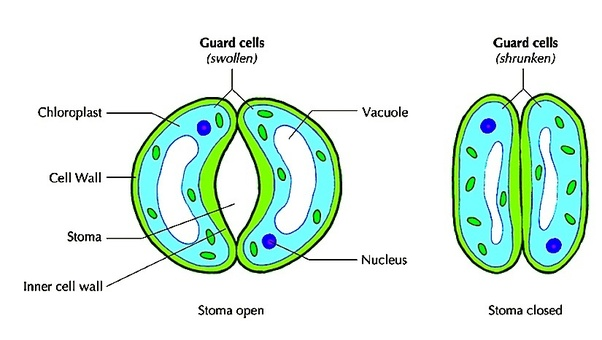 Guard cells
(swollen)
Guard cells
(shrunken)
Chloroplast
Vacuole
Cell Wall
Stoma
Nucleus
Inner cell wall
Stoma open
Stoma closed